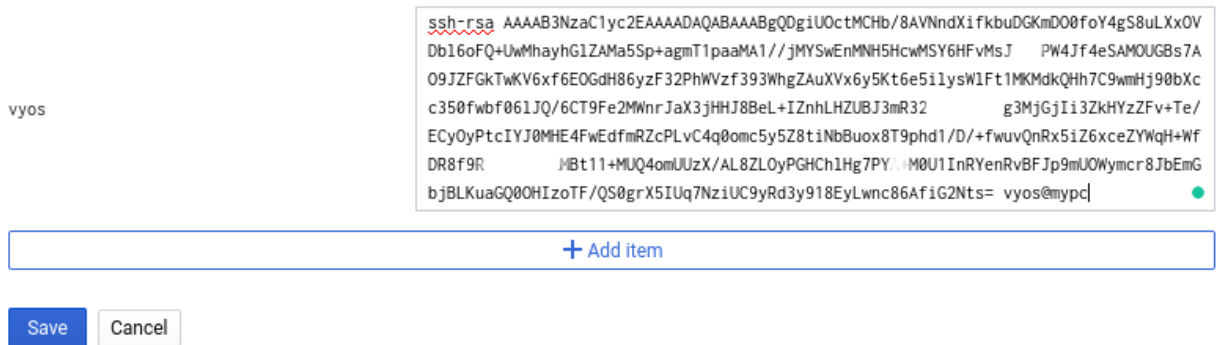 ssh-rsa AAAAB3NzaC1yc2EAAAADAQABAAABgQDgiUOctMCHb/8AVNndXifkbuDGKmDO0foY4gS8uLXxOV
Dbl6oFQ+UwMhayhGlZAMa5Sp+agmT1paaMA1//jMYSwEnMNH5HcwMSY6HFvMsJ PW4Jf4eSAMOUGBs7A
O9JZFGkTwKV6xf6EOGdH86yzF32PhWVzf393WhgZAuXVx6y5Kt6e5ilysWlFt1MKMdkQHh7C9wmHj90bXc
vyos
c350fwbf06lJQ/6CT9Fe2MWnrJaX3jHHJ8BeL+IZnhLHZUBJ3mR32 g3MjGjIi3ZkHYzZFv+Te/
ECyOyPtcIYJ0MHE4FwEdfmRZcPLvC4q0omc5y5Z8tiNbBuox8T9phd1/D/+fwuvQnRx5iZ6xceZYWqH+Wf
DR8f9R MBt11+MUQ4omUUzX/AL8ZLOyPGHChlHg7PY +M0U1InRYenRvBFJp9mUOWymcr8JbEmG
bjBLKuaGQ0OHIzoTF/QS0grX5IUq7NziUC9yRd3y918EyLwnc86AfiG2Nts= vyos@mypc
+ Add item
Save Cancel